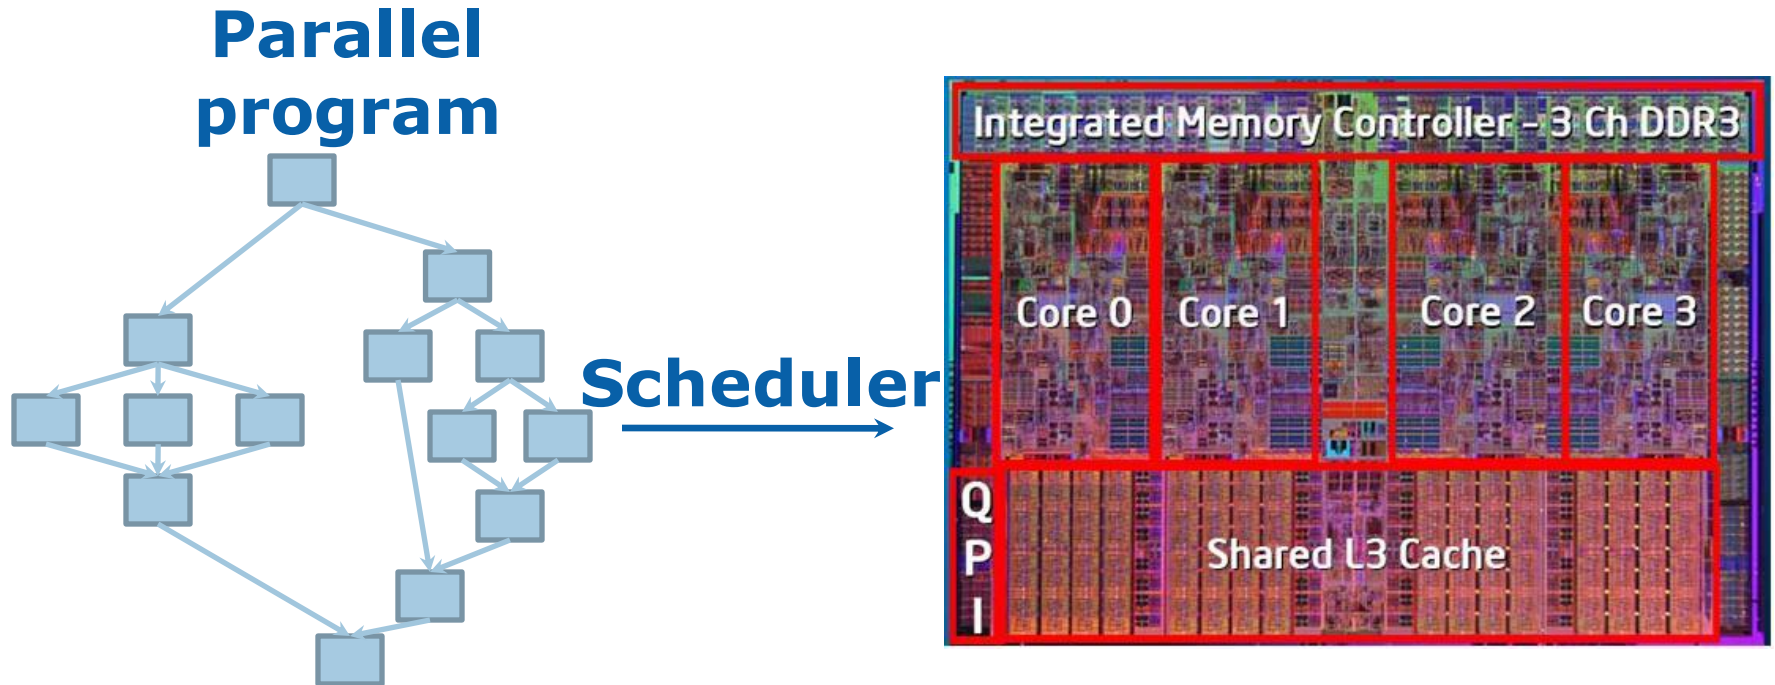 Parallel
program
Scheduler
Integrated Memory Controller - 3 Ch DDR3
Core 0
Core 1
Core 2
Core 3
Q
P
I
Shared L3 Cache